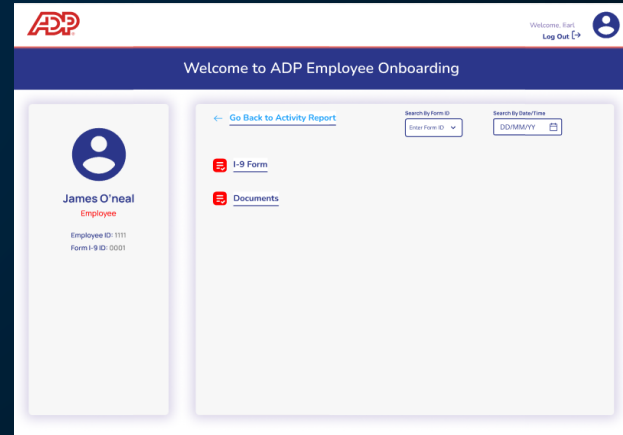 ADP
Welcome,
Log Out
Welcome to ADP Employee Onboarding
James O'neal
Employee
Employee ID: 1111
Form I-9 ID: 0001
Go Back to Activity Report
Search By Form ID
Enter Form ID
Search By Date/Time
DD/MM/YY
I-9 Form
Documents